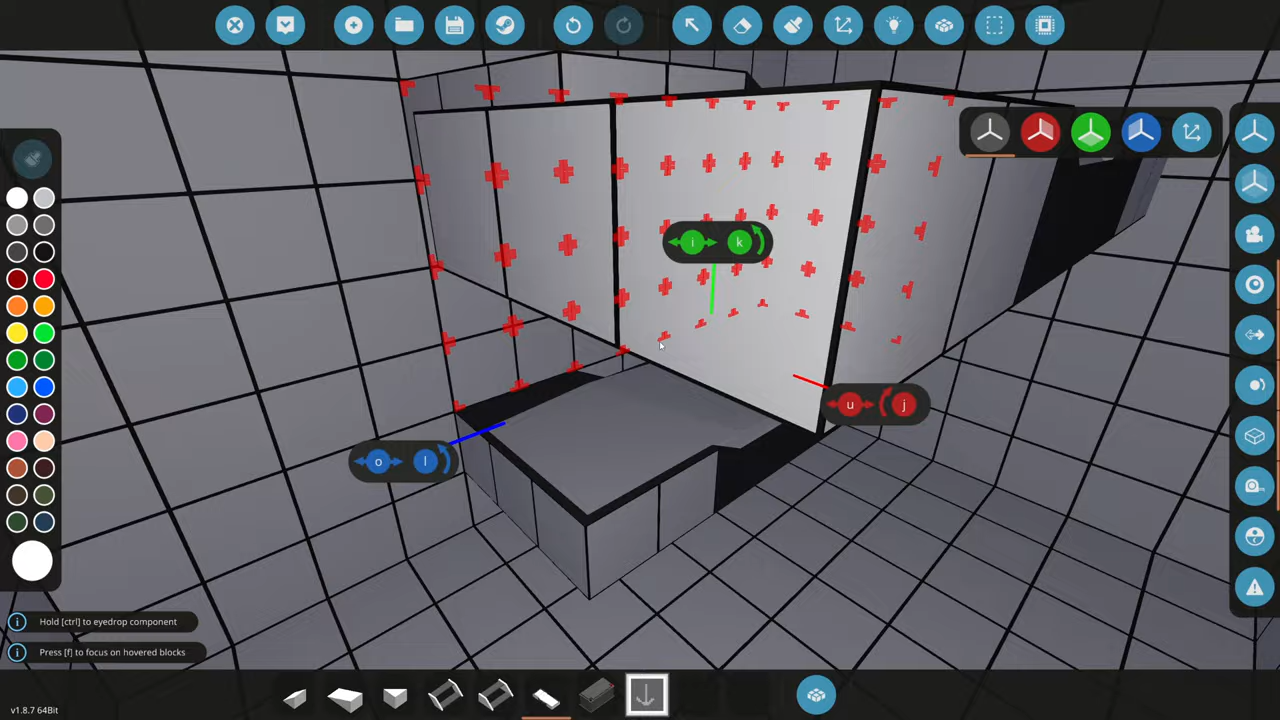 i
k
u
j
o
l
Hold [ctrl] to eyedrop component
Press [f] to focus on hovered blocks
v1.8.7 64Bit